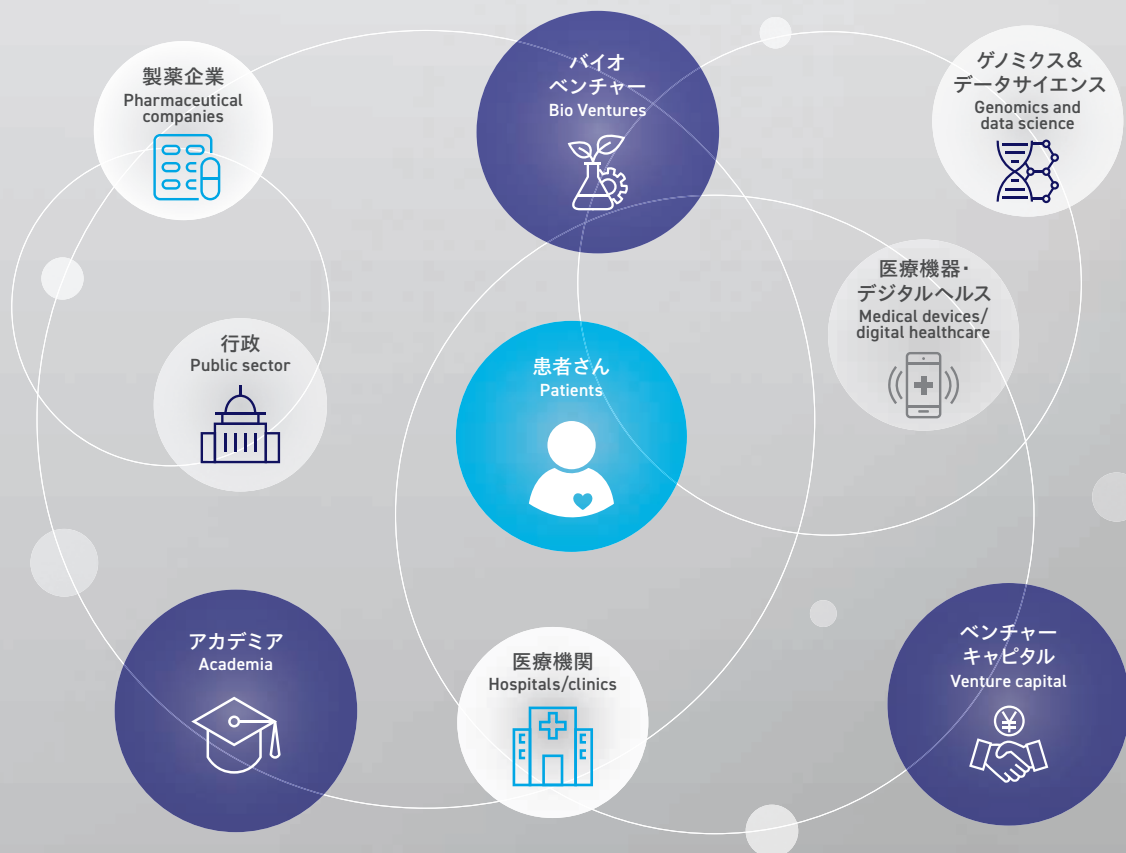 製薬企業
Pharmaceutical
companies
バイオ
ベンチャー
Bio Ventures
ゲノミクス&
データサイエンス
Genomics and
data science
医療機器・
デジタルヘルス
Medical devices/
digital healthcare
行政
Public sector
患者さん
Patients
アカデミア
Academia
医療機関
Hospitals/clinics
ベンチャー
キャピタル
Venture capital
¥